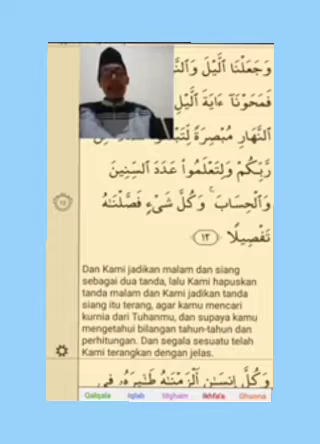 وَجَعَلْنَا ٱلَّيْلَ
فَمَحَوْنَآ ءَايَةَ ٱلَّيْلِ
ٱلنَّهَارِ مُبْصِرَةً
رَّبِّكُمْ وَلِتَعْلَمُوا۟ عَدَدَ ٱلسِّنِينَ
وَٱلْحِسَابَ ۚ وَكُلَّ شَىْءٍ فَصَّلْنَـٰهُ
تَفْصِيلًا ١٢
Dan Kami jadikan malam dan siang
sebagai dua tanda, lalu Kami hapuskan
tanda malam dan Kami jadikan tanda
siang itu terang, agar kamu mencari
kurnia dari Tuhanmu, dan supaya kamu
mengetahui bilangan tahun-tahun dan
perhitungan. Dan segala sesuatu telah
Kami terangkan dengan jelas.
وَكُلَّ إِنسَـٰنٍ أَلْزَمْنَـٰهُ طَـٰٓئِرَهُۥ فِى
Qalqala Iqlab Idgham Ikhfa'a Ghunna